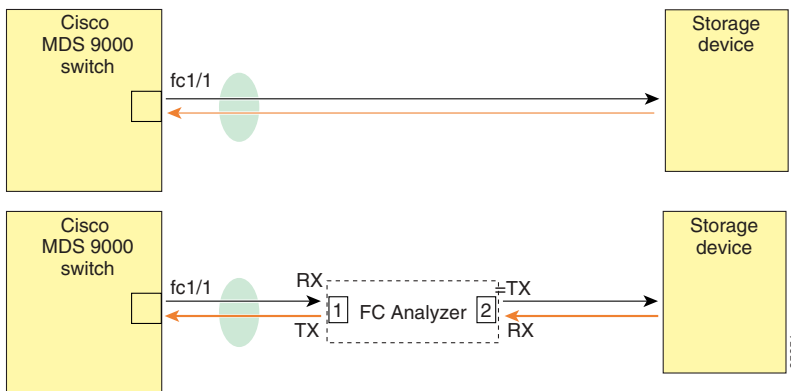 Cisco
MDS 9000
switch
fc1/1
Storage
device
Cisco
MDS 9000
switch
fc1/1
RX
TX
1
FC Analyzer
2
=TX
RX
Storage
device